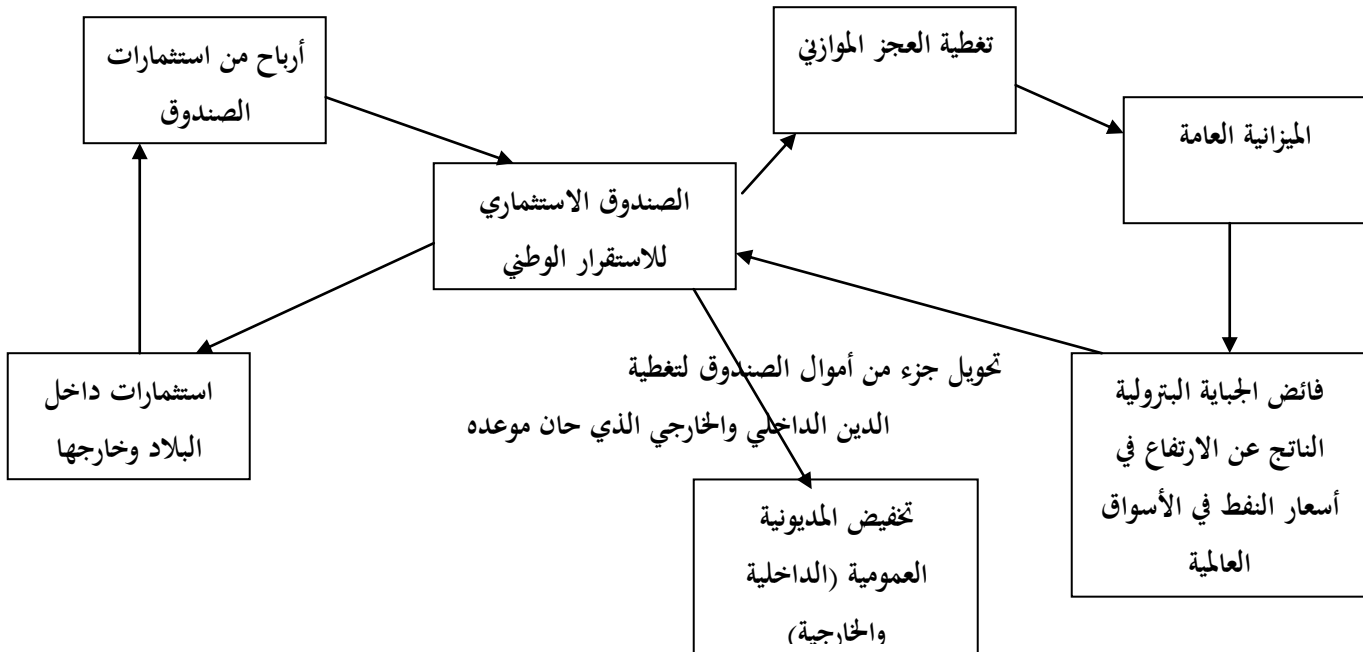 تغطية العجز الموازني
الميزانية العامة
أرباح من استثمارات
الصندوق
الصندوق الاستثماري
للاستقرار الوطني
فائض الجباية البترولية
الناتج عن الارتفاع في
أسعار النفط في الأسواق
العالمية
تحويل جزء من أموال الصندوق لتغطية
الدين الداخلي والخارجي الذي حان موعده
استثمارات داخل
البلاد وخارجها
تخفيض المديونية
العمومية (الداخلية
والخارجية)